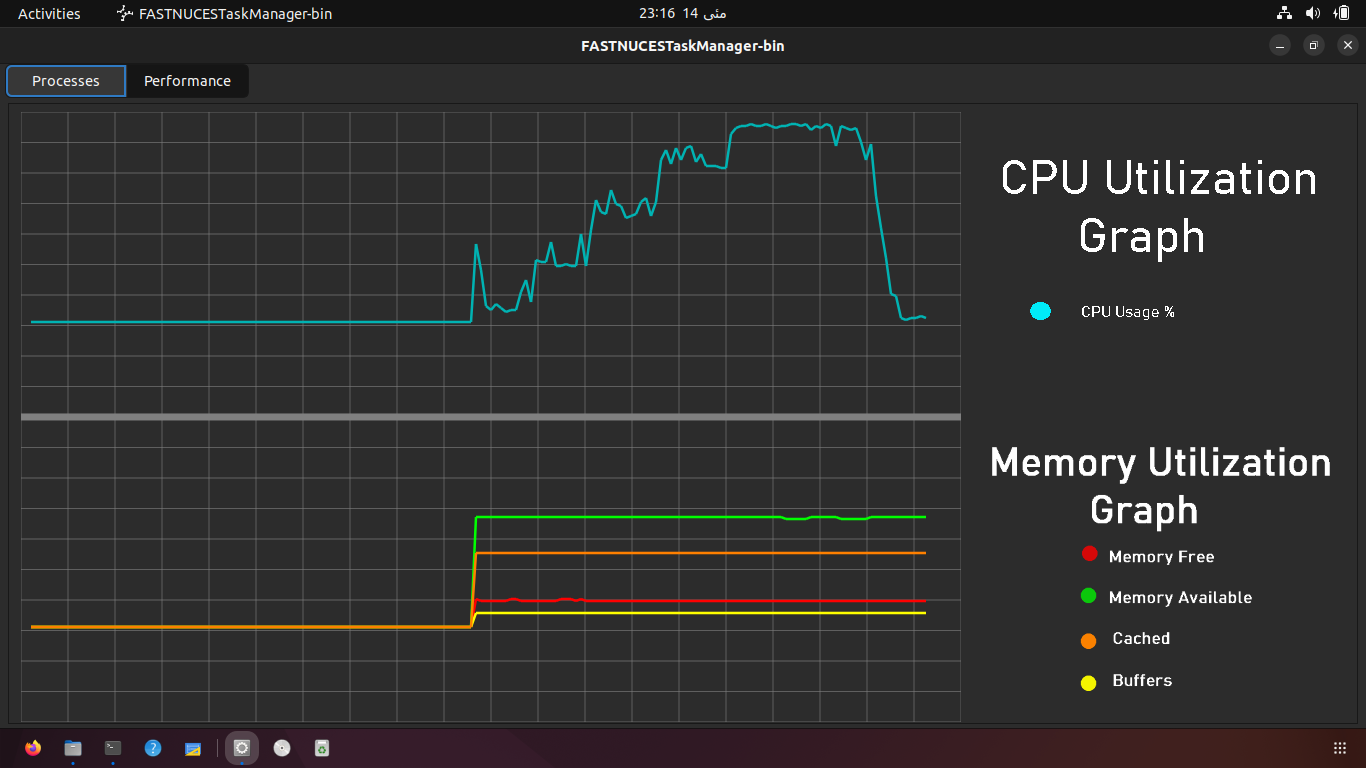 Activities
FASTNUCESTaskManager-bin
23:16 14 مئی
FASTNUCESTaskManager-bin
Processes
Performance
CPU Utilization
Graph
CPU Usage %
Memory Utilization
Graph
Memory Free
Memory Available
Cached
Buffers